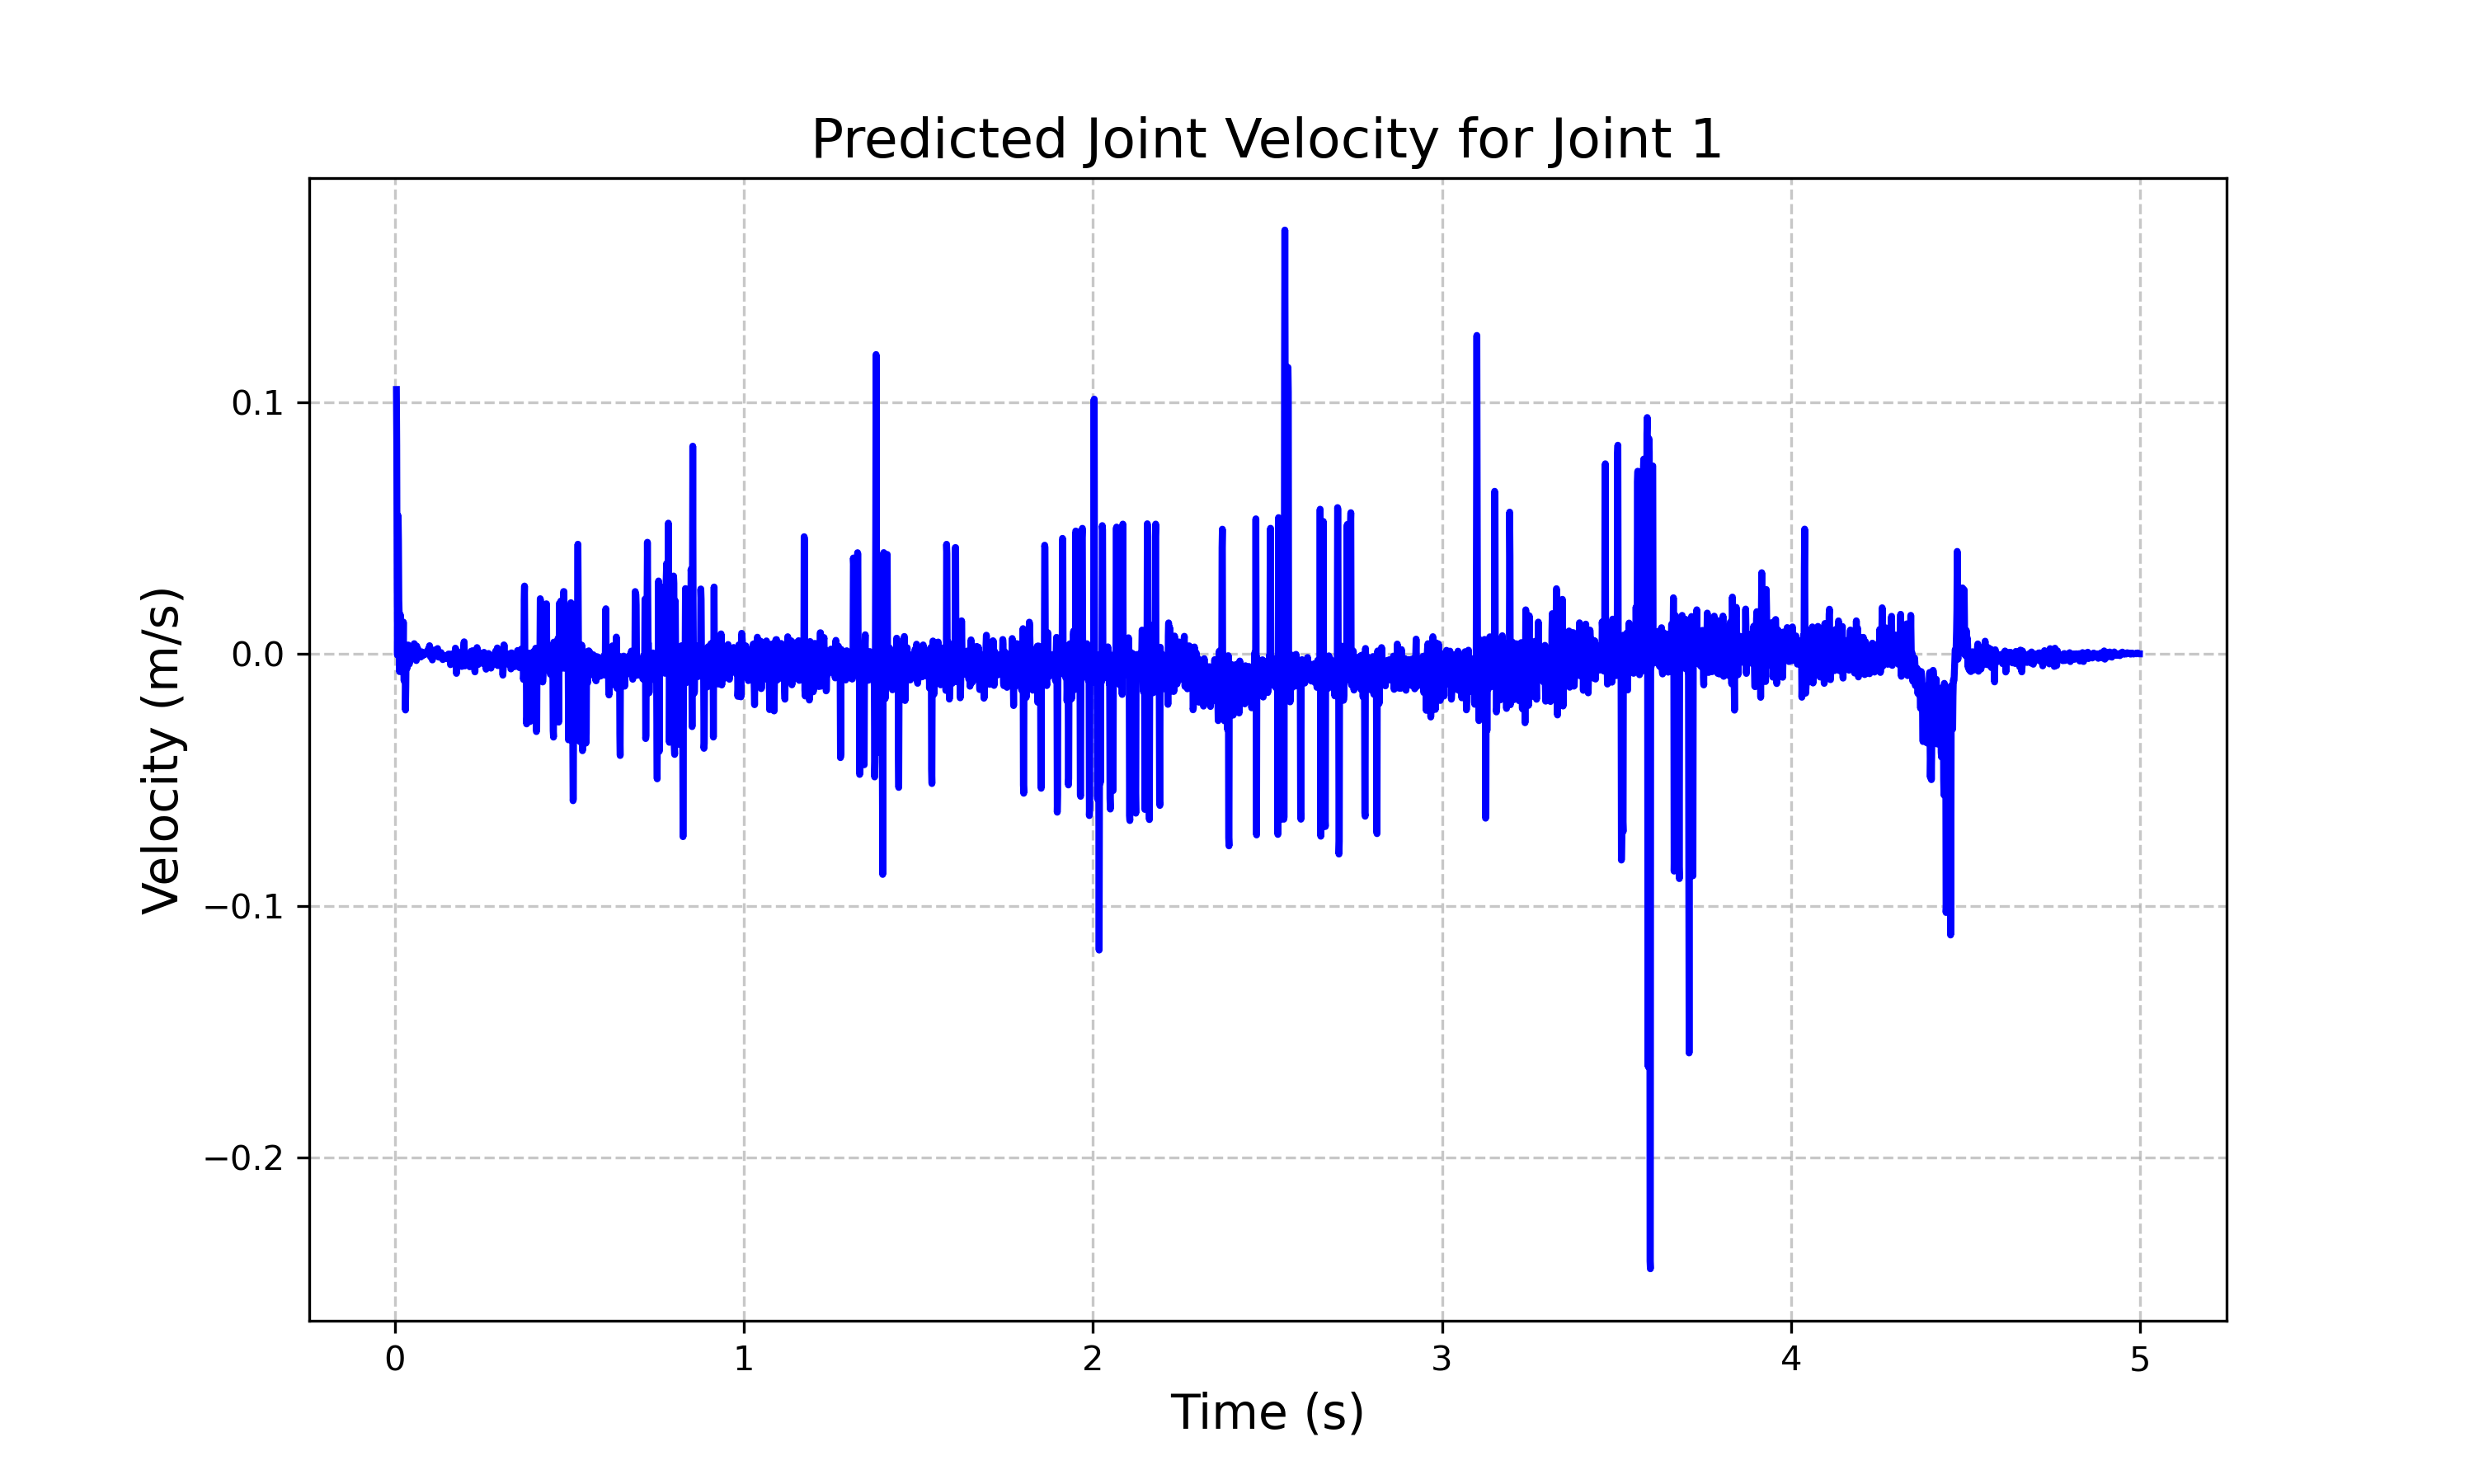 Predicted Joint Velocity for Joint 1
Velocity (m/s)
0.1
0.0
−0.1
−0.2
0 1 2 3 4 5
Time (s)